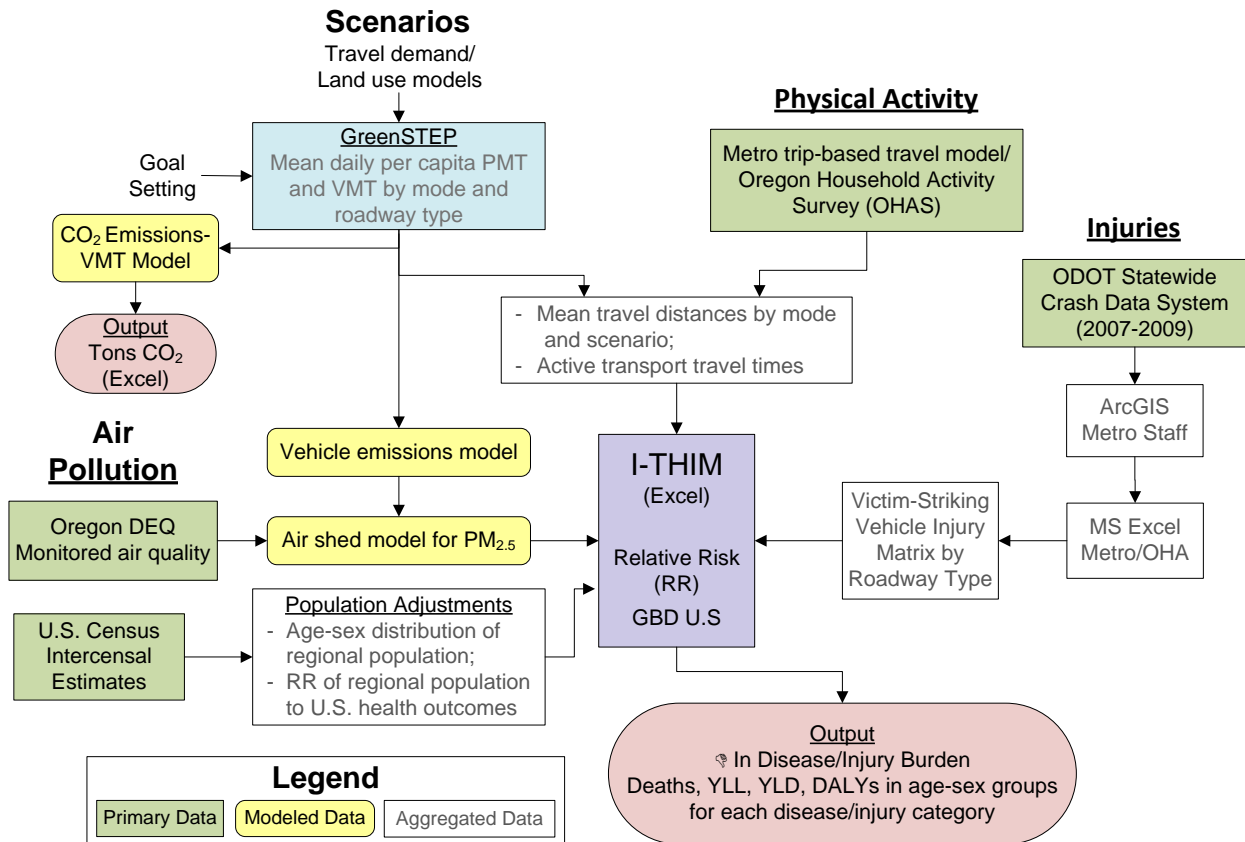 Scenarios
Travel demand/
Land use models
GreenSTEP
Mean daily per capita PMT
and VMT by mode and
roadway type
Goal
Setting
CO₂ Emissions-
VMT Model
Output
Tons CO₂
(Excel)
Physical Activity
Metro trip-based travel model/
Oregon Household Activity
Survey (OHAS)
Injuries
ODOT Statewide
Crash Data System
(2007-2009)
- Mean travel distances by mode
and scenario;
- Active transport travel times
ArcGIS
Metro Staff
MS Excel
Metro/OHA
Victim-Striking
Vehicle Injury
Matrix by
Roadway Type
Air
Pollution
Vehicle emissions model
Oregon DEQ
Monitored air quality
Air shed model for PM₂.₅
I-THIM
(Excel)
Relative Risk
(RR)
GBD U.S
U.S. Census
Intercensal
Estimates
Population Adjustments
- Age-sex distribution of
regional population;
- RR of regional population
to U.S. health outcomes
Output
In Disease/Injury Burden
Deaths, YLL, YLD, DALYs in age-sex groups
for each disease/injury category
Legend
Primary Data
Modeled Data
Aggregated Data